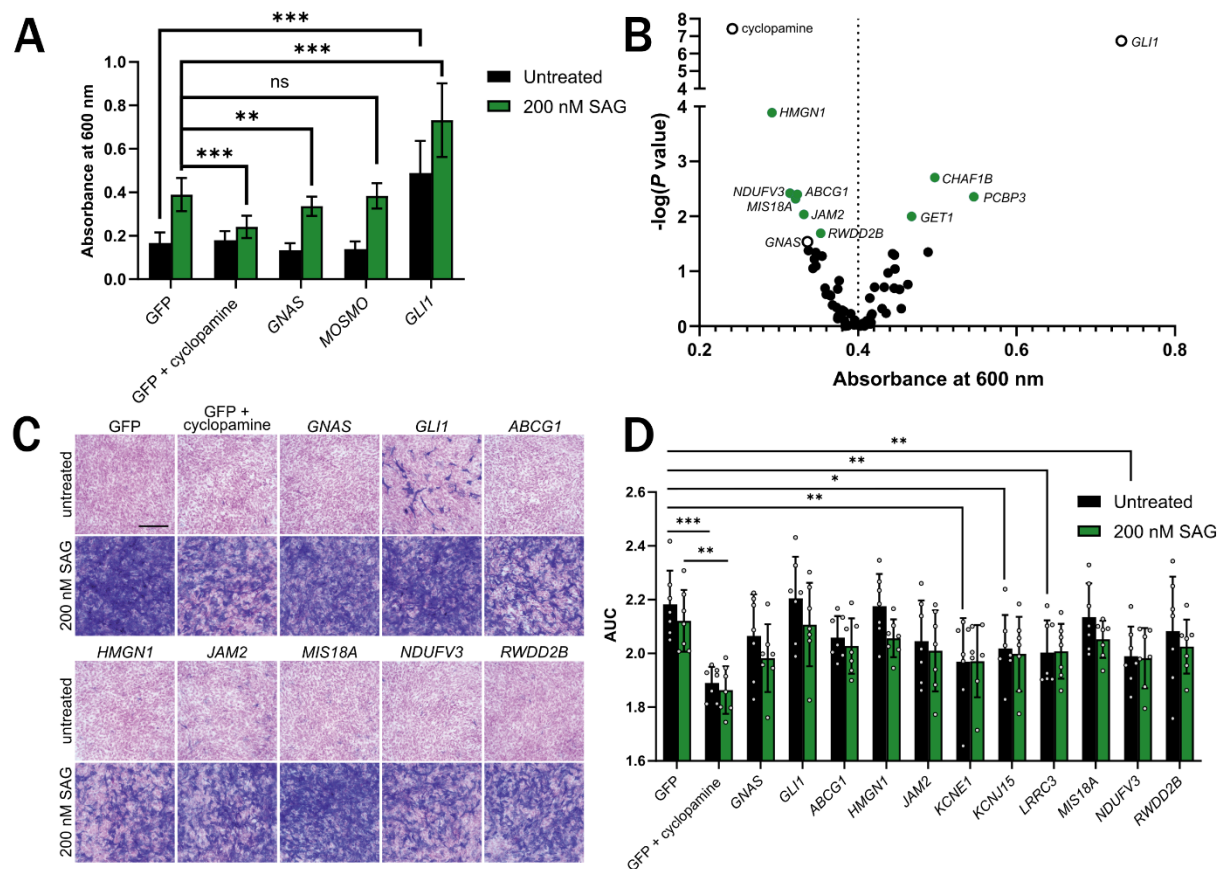 A
Absorbance at 600 nm
1.0
0.8
0.6
0.4
0.2
0.0
***
***
ns
**
***
Untreated
200 nM SAG
GFP
GFP + cyclopamine
GNAS
MOSMO
GLI1
B
-log(P value)
8
7
6
5
4
4
3
2
1
0
cyclopamine
GLI1
HMGN1
NDUFV3
ABCG1
MIS18A
JAM2
RWDD2B
GNAS
CHAF1B
PCBP3
GET1
0.2
0.4
0.6
0.8
Absorbance at 600 nm
C
GFP
GFP +
cyclopamine
GNAS
GLI1
ABCG1
untreated
200 nM SAG
HMGN1
JAM2
MIS18A
NDUFV3
RWDD2B
untreated
200 nM SAG
D
AUC
2.6
2.4
2.2
2.0
1.8
1.6
**
**
*
**
***
**
Untreated
200 nM SAG
GFP
GFP + cyclopamine
GNAS
GLI1
ABCG1
HMGN1
JAM2
KCNE1
KCNJ15
LRRC3
MIS18A
NDUFV3
RWDD2B